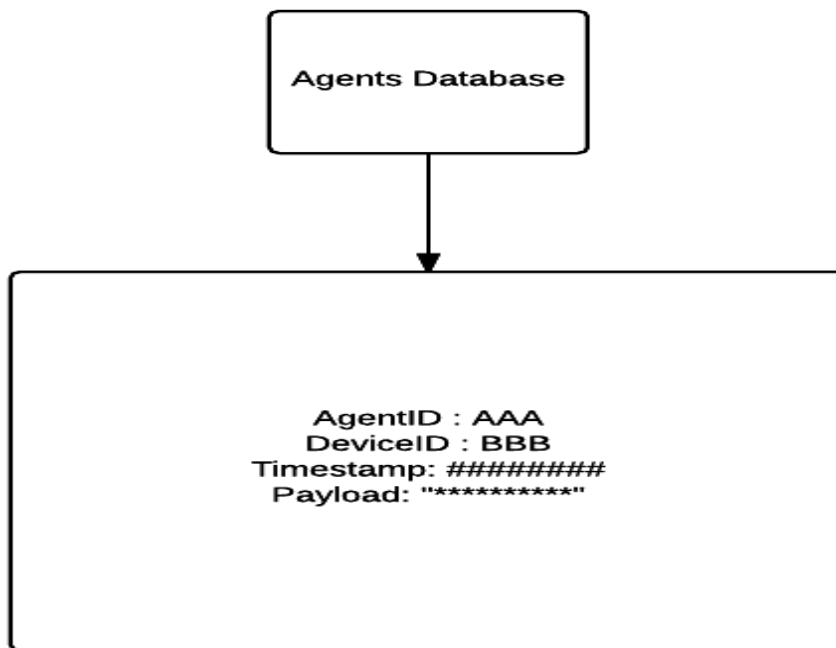 Agents Database
AgentID : AAA
DeviceID : BBB
Timestamp: #########
Payload: "**********"